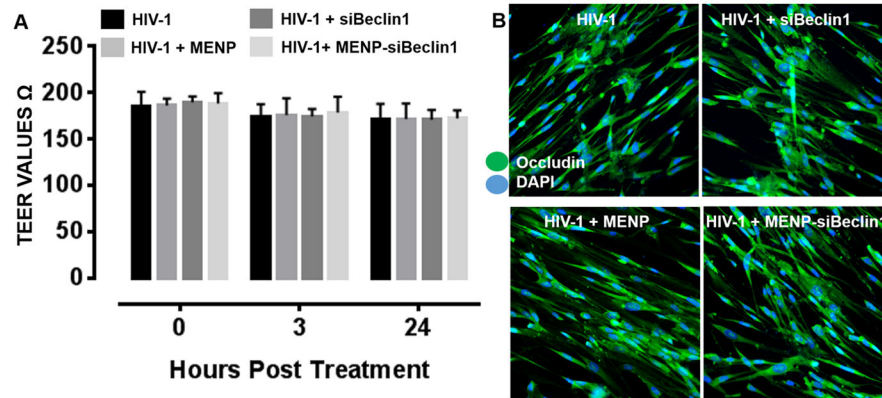 A
HIV-1
HIV-1 + siBeclin1
HIV-1 + MENP
HIV-1+ MENP-siBeclin1
TEER VALUES Ω
250
200
150
100
50
0
0
3
24
Hours Post Treatment
B
HIV-1
HIV-1 + siBeclin1
Occludin
DAPI
HIV-1 + MENP
HIV-1 + MENP-siBeclin1